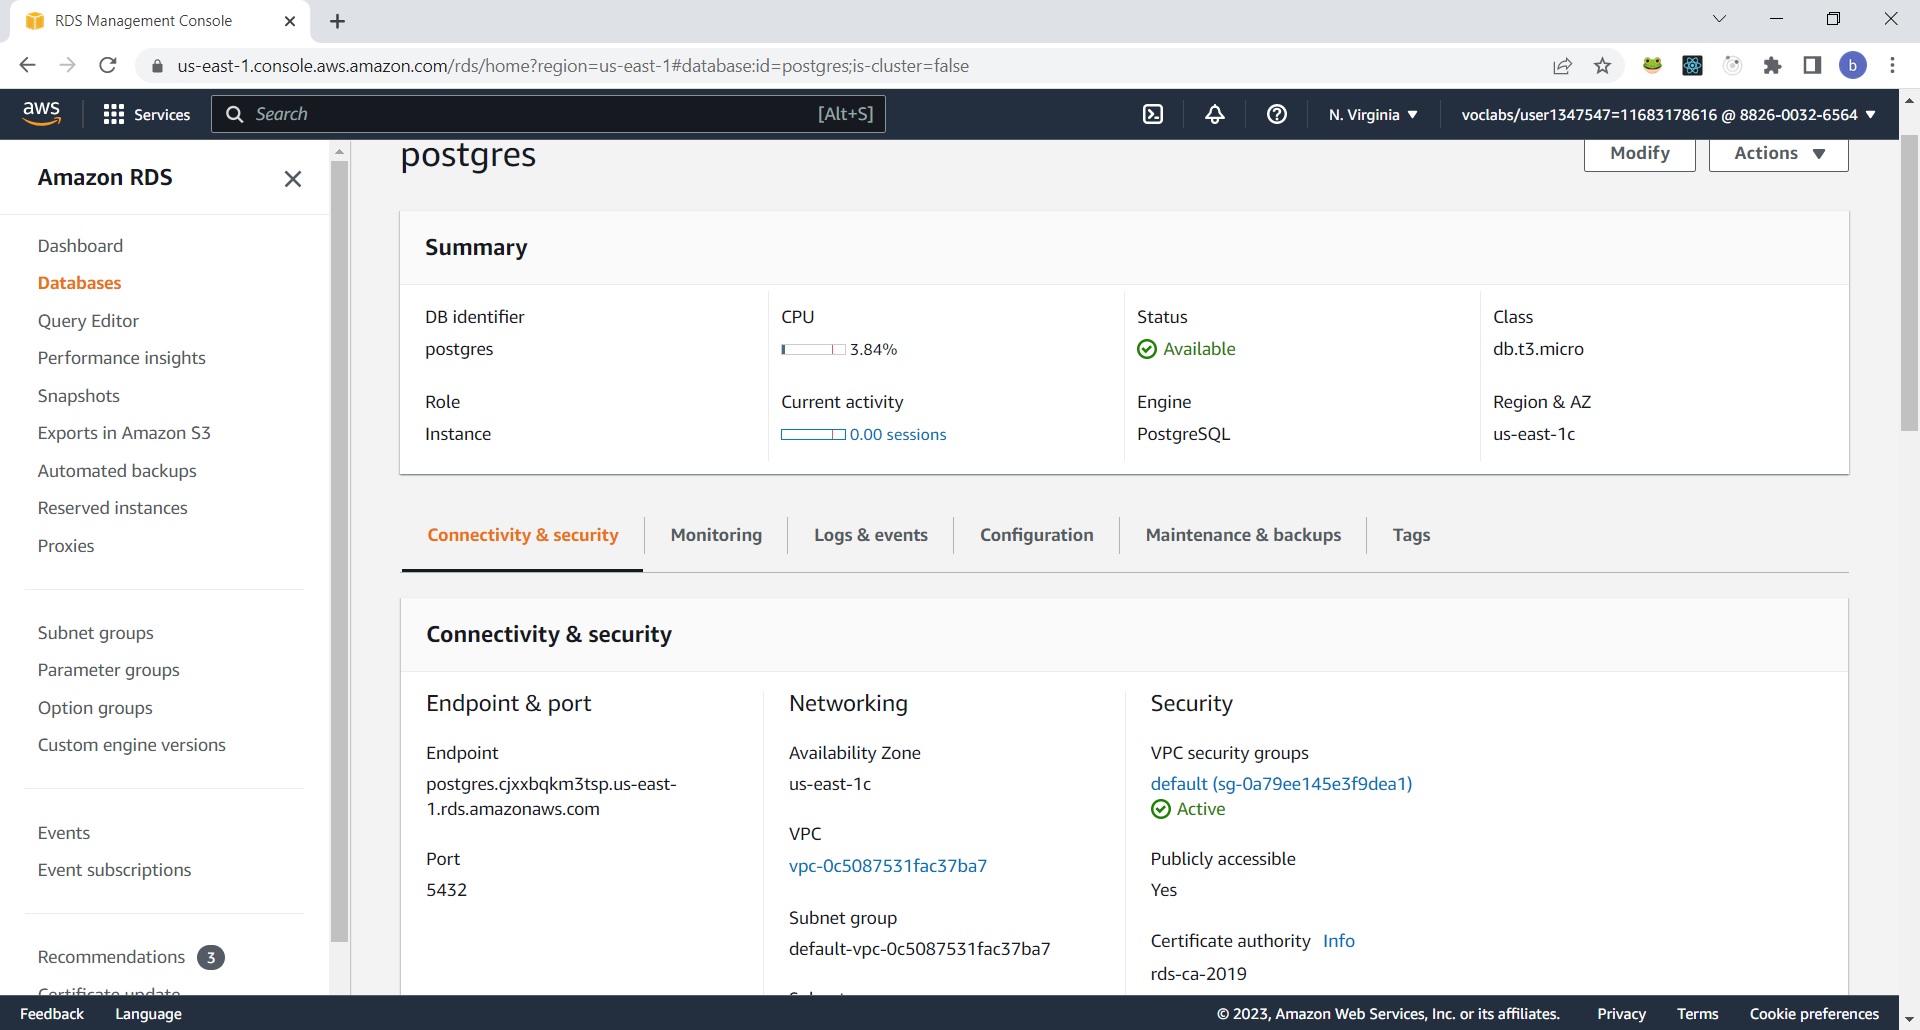 RDS Management Console
us-east-1.console.aws.amazon.com/rds/home?region=us-east-1#database:id=postgres;is-cluster=false
b
aws
Services
Search
[Alt+S]
N. Virginia
voclabs/user1347547=11683178616 @ 8826-0032-6564
Amazon RDS
Dashboard
Databases
Query Editor
Performance insights
Snapshots
Exports in Amazon S3
Automated backups
Reserved instances
Proxies
Subnet groups
Parameter groups
Option groups
Custom engine versions
Events
Event subscriptions
Recommendations 3
Certificate update
postgres
Modify
Actions
Summary
DB identifier
postgres
CPU
3.84%
Status
Available
Class
db.t3.micro
Role
Instance
Current activity
0.00 sessions
Engine
PostgreSQL
Region & AZ
us-east-1c
Connectivity & security
Monitoring
Logs & events
Configuration
Maintenance & backups
Tags
Connectivity & security
Endpoint & port
Endpoint
postgres.cjxxbqkm3tsp.us-east-
1.rds.amazonaws.com
Port
5432
Networking
Availability Zone
us-east-1c
VPC
vpc-0c5087531fac37ba7
Subnet group
default-vpc-0c5087531fac37ba7
Security
VPC security groups
default (sg-0a79ee145e3f9dea1)
Active
Publicly accessible
Yes
Certificate authority Info
rds-ca-2019
Feedback
Language
© 2023, Amazon Web Services, Inc. or its affiliates.
Privacy
Terms
Cookie preferences